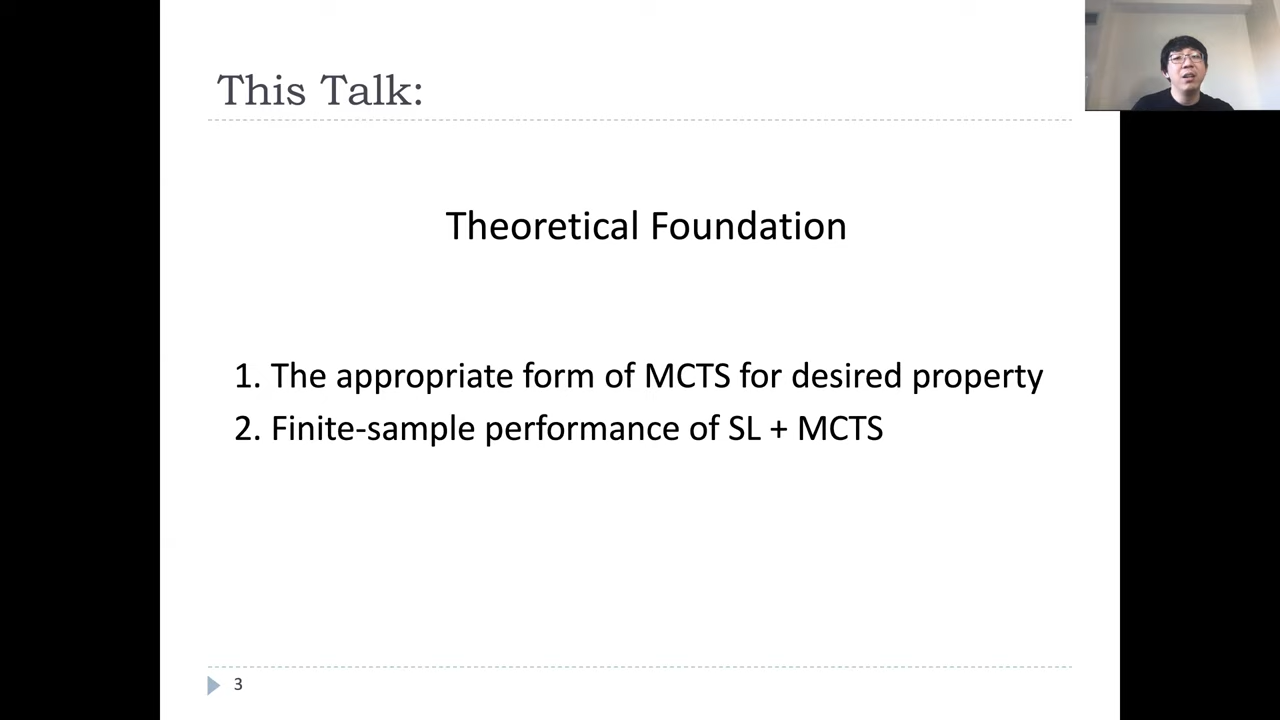 This Talk:
Theoretical Foundation
1. The appropriate form of MCTS for desired property
2. Finite-sample performance of SL + MCTS
3